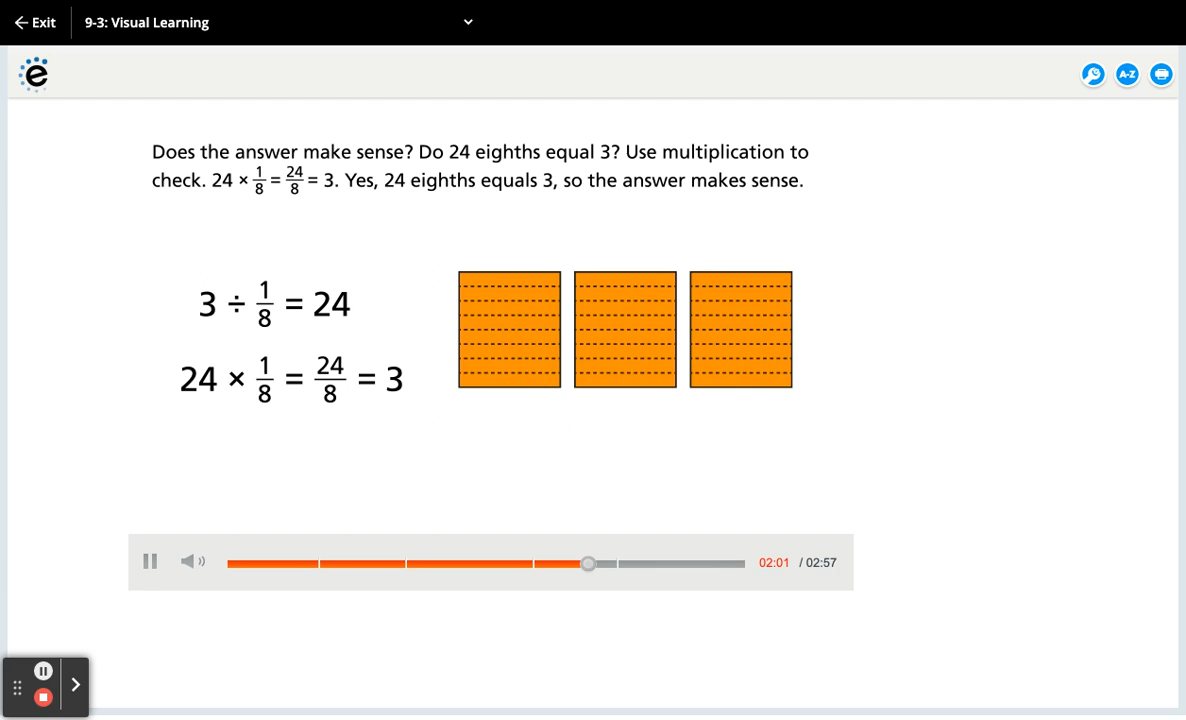 Exit 9-3: Visual Learning
e A-Z
Does the answer make sense? Do 24 eighths equal 3? Use multiplication to
check. 24 × 1/8 = 24/8 = 3. Yes, 24 eighths equals 3, so the answer makes sense.
3 ÷ 1/8 = 24
24 × 1/8 = 24/8 = 3
02:01 / 02:57